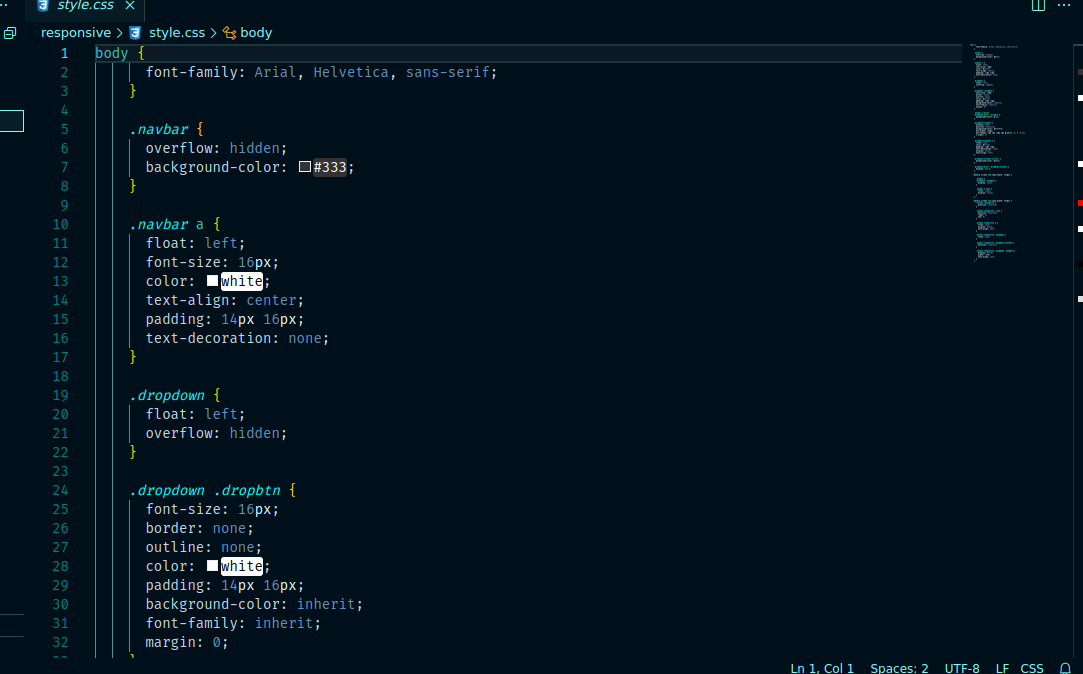 style.css ×
responsive > style.css > body
1 body {
2 font-family: Arial, Helvetica, sans-serif;
3 }
4
5 .navbar {
6 overflow: hidden;
7 background-color: #333;
8 }
9
10 .navbar a {
11 float: left;
12 font-size: 16px;
13 color: white;
14 text-align: center;
15 padding: 14px 16px;
16 text-decoration: none;
17 }
18
19 .dropdown {
20 float: left;
21 overflow: hidden;
22 }
23
24 .dropdown .dropbtn {
25 font-size: 16px;
26 border: none;
27 outline: none;
28 color: white;
29 padding: 14px 16px;
30 background-color: inherit;
31 font-family: inherit;
32 margin: 0;
Ln 1, Col 1 Spaces: 2 UTF-8 LF CSS